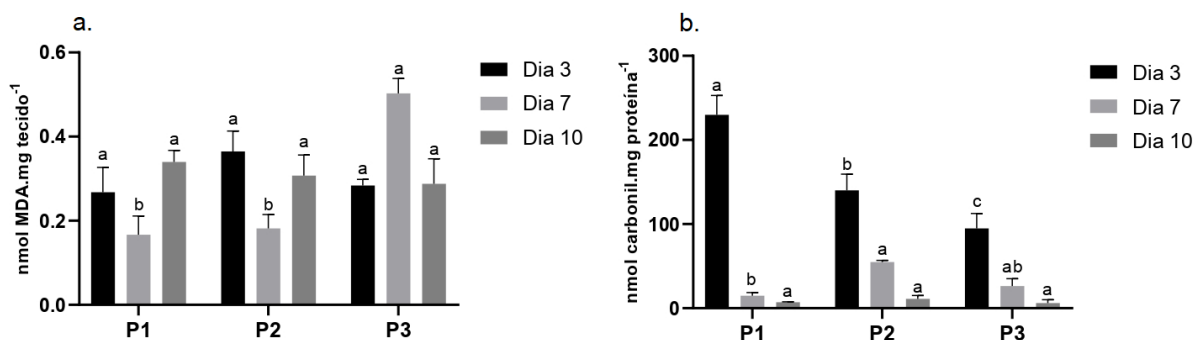 a.
nmol MDA.mg tecido⁻¹
0.6
0.4
0.2
0.0
a
b
a
a
b
a
a
a
a
P1
P2
P3
Dia 3
Dia 7
Dia 10
b.
nmol carbonil.mg proteína⁻¹
300
200
100
0
a
b
a
b
a
a
c
ab
a
P1
P2
P3
Dia 3
Dia 7
Dia 10